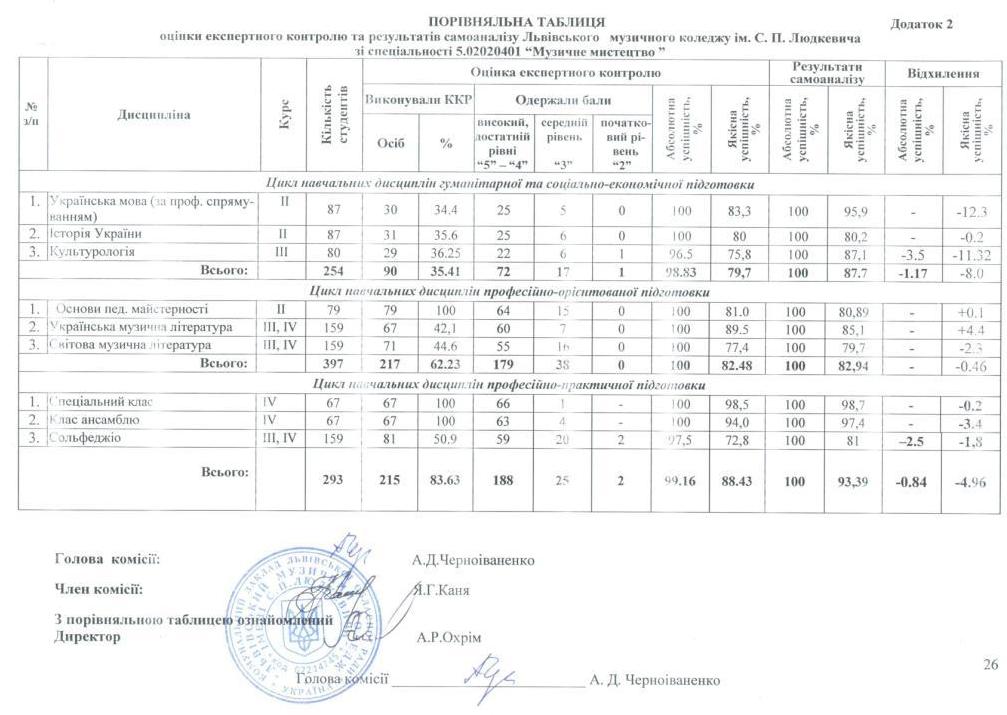 ПОРІВНЯЛЬНА ТАБЛИЦЯ
Додаток 2
оцінки експертного контролю та результатів самоаналізу Львівського музичного коледжу ім. С. П. Людкевича
зі спеціальності 5.02020401 “Музичне мистецтво ”
№ з/п | Дисципліна | Курс | Кількість студентів | Оцінка експертного контролю | Результати самоаналізу | Відхилення
Виконували ККР | Одержали бали | Абсолютна успішність, % | Якісна успішність, % | Абсолютна успішність, % | Якісна успішність, % | Абсолютна успішність, % | Якісна успішність, %
Осіб | % | високий, достатній рівні “5” – “4” | середній рівень “3” | початко-вий рі-вень “2”
Цикл навчальних дисциплін гуманітарної та соціально-економічної підготовки
1. | Українська мова (за проф. спряму-ванням) | II | 87 | 30 | 34.4 | 25 | 5 | 0 | 100 | 83,3 | 100 | 95,9 | - | -12.3
2. | Історія України | II | 87 | 31 | 35.6 | 25 | 6 | 0 | 100 | 80 | 100 | 80,2 | - | -0.2
3. | Культурологія | III | 80 | 29 | 36.25 | 22 | 6 | 1 | 96.5 | 75,8 | 100 | 87,1 | -3.5 | -11.32
Всього: | 254 | 90 | 35.41 | 72 | 17 | 1 | 98.83 | 79,7 | 100 | 87.7 | -1.17 | -8.0
Цикл навчальних дисциплін професійно-орієнтованої підготовки
1. | Основи пед. майстерності | II | 79 | 79 | 100 | 64 | 15 | 0 | 100 | 81.0 | 100 | 80,89 | - | +0.1
2. | Українська музична література | III, IV | 159 | 67 | 42,1 | 60 | 7 | 0 | 100 | 89.5 | 100 | 85,1 | - | +4.4
3. | Світова музична література | III, IV | 159 | 71 | 44.6 | 55 | 16 | 0 | 100 | 77,4 | 100 | 79,7 | - | -2.3
Всього: | 397 | 217 | 62.23 | 179 | 38 | 0 | 100 | 82.48 | 100 | 82,94 | - | -0.46
Цикл навчальних дисциплін професійно-практичної підготовки
1. | Спеціальний клас | IV | 67 | 67 | 100 | 66 | 1 | - | 100 | 98,5 | 100 | 98,7 | - | -0.2
2. | Клас ансамблю | IV | 67 | 67 | 100 | 63 | 4 | - | 100 | 94,0 | 100 | 97,4 | - | -3.4
3. | Сольфеджіо | III, IV | 159 | 81 | 50.9 | 59 | 20 | 2 | 97,5 | 72,8 | 100 | 81 | –2.5 | -1,8
Всього: | 293 | 215 | 83.63 | 188 | 25 | 2 | 99.16 | 88.43 | 100 | 93,39 | -0.84 | -4.96
Голова комісії: А.Д.Черноіваненко
Член комісії: Я.Г.Каня
З порівняльною таблицею ознайомлений
Директор А.Р.Охрім
Голова комісії А. Д. Черноіваненко
26